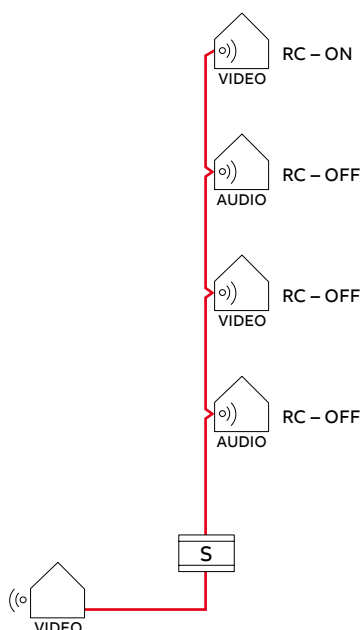 RC – ON
VIDEO
RC – OFF
AUDIO
RC – OFF
VIDEO
RC – OFF
AUDIO
S
VIDEO